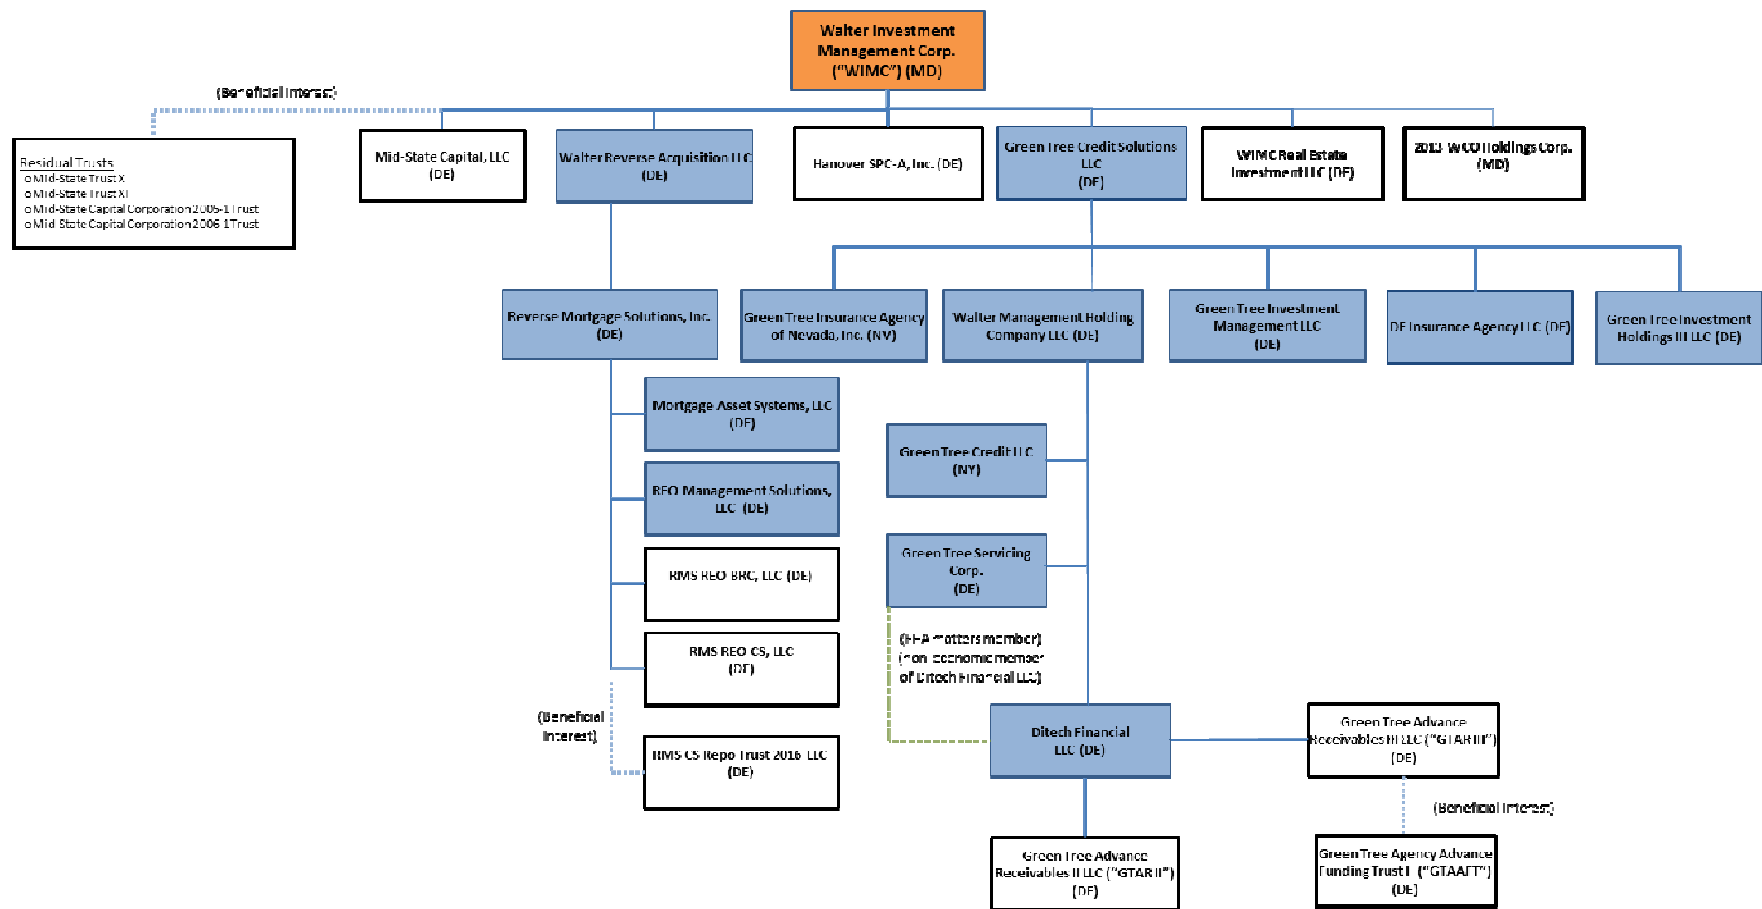 Walter Investment
Management Corp.
("WIMC") (MD)
(Beneficial Interest)
Residual Trusts
o Mid-State Trust X
o Mid-State Trust XI
o Mid-State Capital Corporation 2005-1 Trust
o Mid-State Capital Corporation 2006-1 Trust
Mid-State Capital, LLC
(DE)
Walter Reverse Acquisition LLC
(DE)
Hanover SPC-A, Inc. (DE)
Green Tree Credit Solutions
LLC
(DE)
WIMC Real Estate
Investment LLC (DE)
2013 WCO Holdings Corp.
(MD)
Reverse Mortgage Solutions, Inc.
(DE)
Green Tree Insurance Agency
of Nevada, Inc. (NV)
Walter Management Holding
Company LLC (DE)
Green Tree Investment
Management LLC
(DE)
DF Insurance Agency LLC (DE)
Green Tree Investment
Holdings III LLC (DE)
Mortgage Asset Systems, LLC
(DE)
REO Management Solutions,
LLC (DE)
RMS REO BRC, LLC (DE)
RMS REO CS, LLC
(DE)
(Beneficial
Interest)
RMS CS Repo Trust 2016 LLC
(DE)
Green Tree Credit LLC
(NY)
Green Tree Servicing
Corp.
(DE)
(FHA matters member)
(non-Economic member
of Ditech Financial LLC)
Ditech Financial
LLC (DE)
Green Tree Advance
Receivables III LLC ("GTAR III")
(DE)
(Beneficial Interest)
Green Tree Advance
Receivables II LLC ("GTAR II")
(DE)
Green Tree Agency Advance
Funding Trust I ("GTAAFT")
(DE)